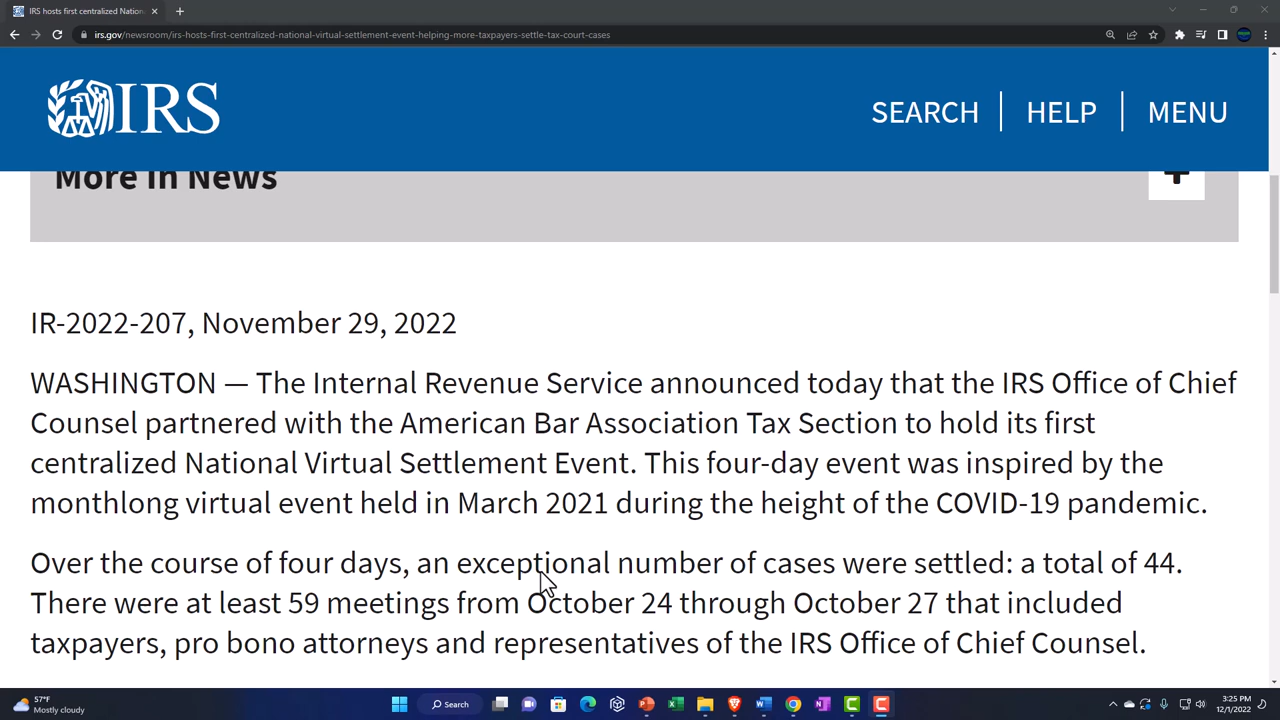 IRS hosts first centralized Nation
irs.gov/newsroom/irs-hosts-first-centralized-national-virtual-settlement-event-helping-more-taxpayers-settle-tax-court-cases
IRS
SEARCH
HELP
MENU
More In News
IR-2022-207, November 29, 2022
WASHINGTON — The Internal Revenue Service announced today that the IRS Office of Chief
Counsel partnered with the American Bar Association Tax Section to hold its first
centralized National Virtual Settlement Event. This four-day event was inspired by the
monthlong virtual event held in March 2021 during the height of the COVID-19 pandemic.
Over the course of four days, an exceptional number of cases were settled: a total of 44.
There were at least 59 meetings from October 24 through October 27 that included
taxpayers, pro bono attorneys and representatives of the IRS Office of Chief Counsel.
57°F
Mostly cloudy
Search
3:25 PM
12/1/2022